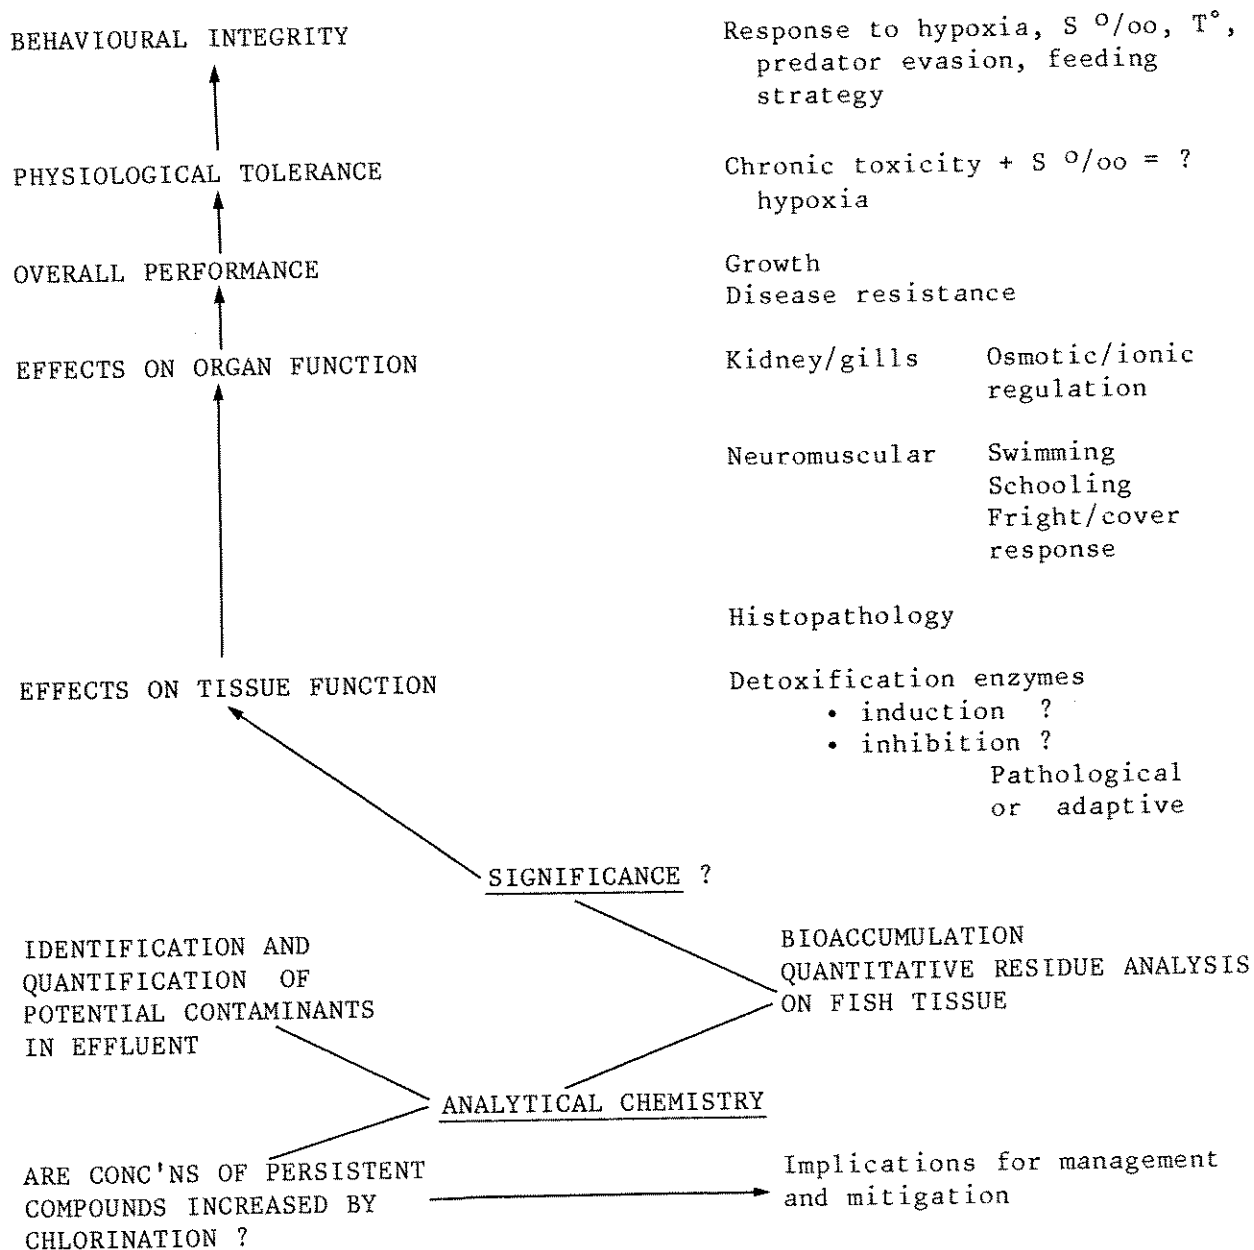 BEHAVIOURAL INTEGRITY
Response to hypoxia, S o/oo, T°,
predator evasion, feeding
strategy
PHYSIOLOGICAL TOLERANCE
Chronic toxicity + S o/oo = ?
hypoxia
OVERALL PERFORMANCE
Growth
Disease resistance
EFFECTS ON ORGAN FUNCTION
Kidney/gills Osmotic/ionic
regulation
Neuromuscular Swimming
Schooling
Fright/cover
response
Histopathology
EFFECTS ON TISSUE FUNCTION
Detoxification enzymes
• induction ?
• inhibition ?
Pathological
or adaptive
SIGNIFICANCE ?
IDENTIFICATION AND
QUANTIFICATION OF
POTENTIAL CONTAMINANTS
IN EFFLUENT
BIOACCUMULATION
QUANTITATIVE RESIDUE ANALYSIS
ON FISH TISSUE
ANALYTICAL CHEMISTRY
ARE CONC'NS OF PERSISTENT
COMPOUNDS INCREASED BY
CHLORINATION ?
Implications for management
and mitigation